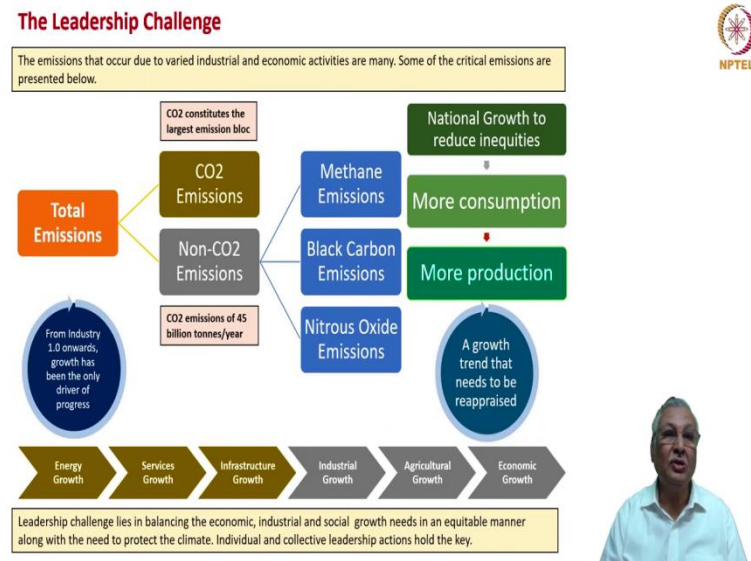 The Leadership Challenge
NPTEL
The emissions that occur due to varied industrial and economic activities are many. Some of the critical emissions are
presented below.
CO2 constitutes the
largest emission bloc
Total
Emissions
CO2
Emissions
Non-CO2
Emissions
CO2 emissions of 45
billion tonnes/year
Methane
Emissions
Black Carbon
Emissions
Nitrous Oxide
Emissions
National Growth to
reduce inequities
More consumption
More production
From Industry
1.0 onwards,
growth has
been the only
driver of
progress
A growth
trend that
needs to be
reappraised
Energy
Growth
Services
Growth
Infrastructure
Growth
Industrial
Growth
Agricultural
Growth
Economic
Growth
Leadership challenge lies in balancing the economic, industrial and social growth needs in an equitable manner
along with the need to protect the climate. Individual and collective leadership actions hold the key.